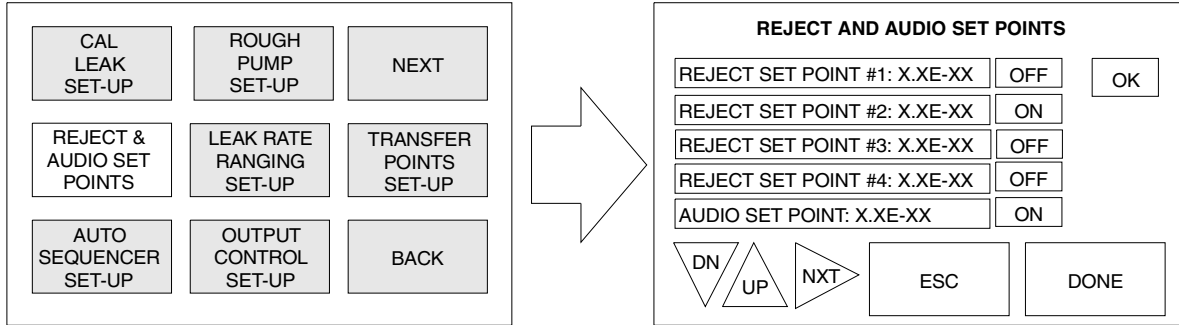 CAL
LEAK
SET-UP
ROUGH
PUMP
SET-UP
NEXT
REJECT &
AUDIO SET
POINTS
LEAK RATE
RANGING
SET-UP
TRANSFER
POINTS
SET-UP
AUTO
SEQUENCER
SET-UP
OUTPUT
CONTROL
SET-UP
BACK
REJECT AND AUDIO SET POINTS
REJECT SET POINT #1: X.XE-XX OFF
OK
REJECT SET POINT #2: X.XE-XX ON
REJECT SET POINT #3: X.XE-XX OFF
REJECT SET POINT #4: X.XE-XX OFF
AUDIO SET POINT: X.XE-XX ON
DN
UP
NXT
ESC
DONE